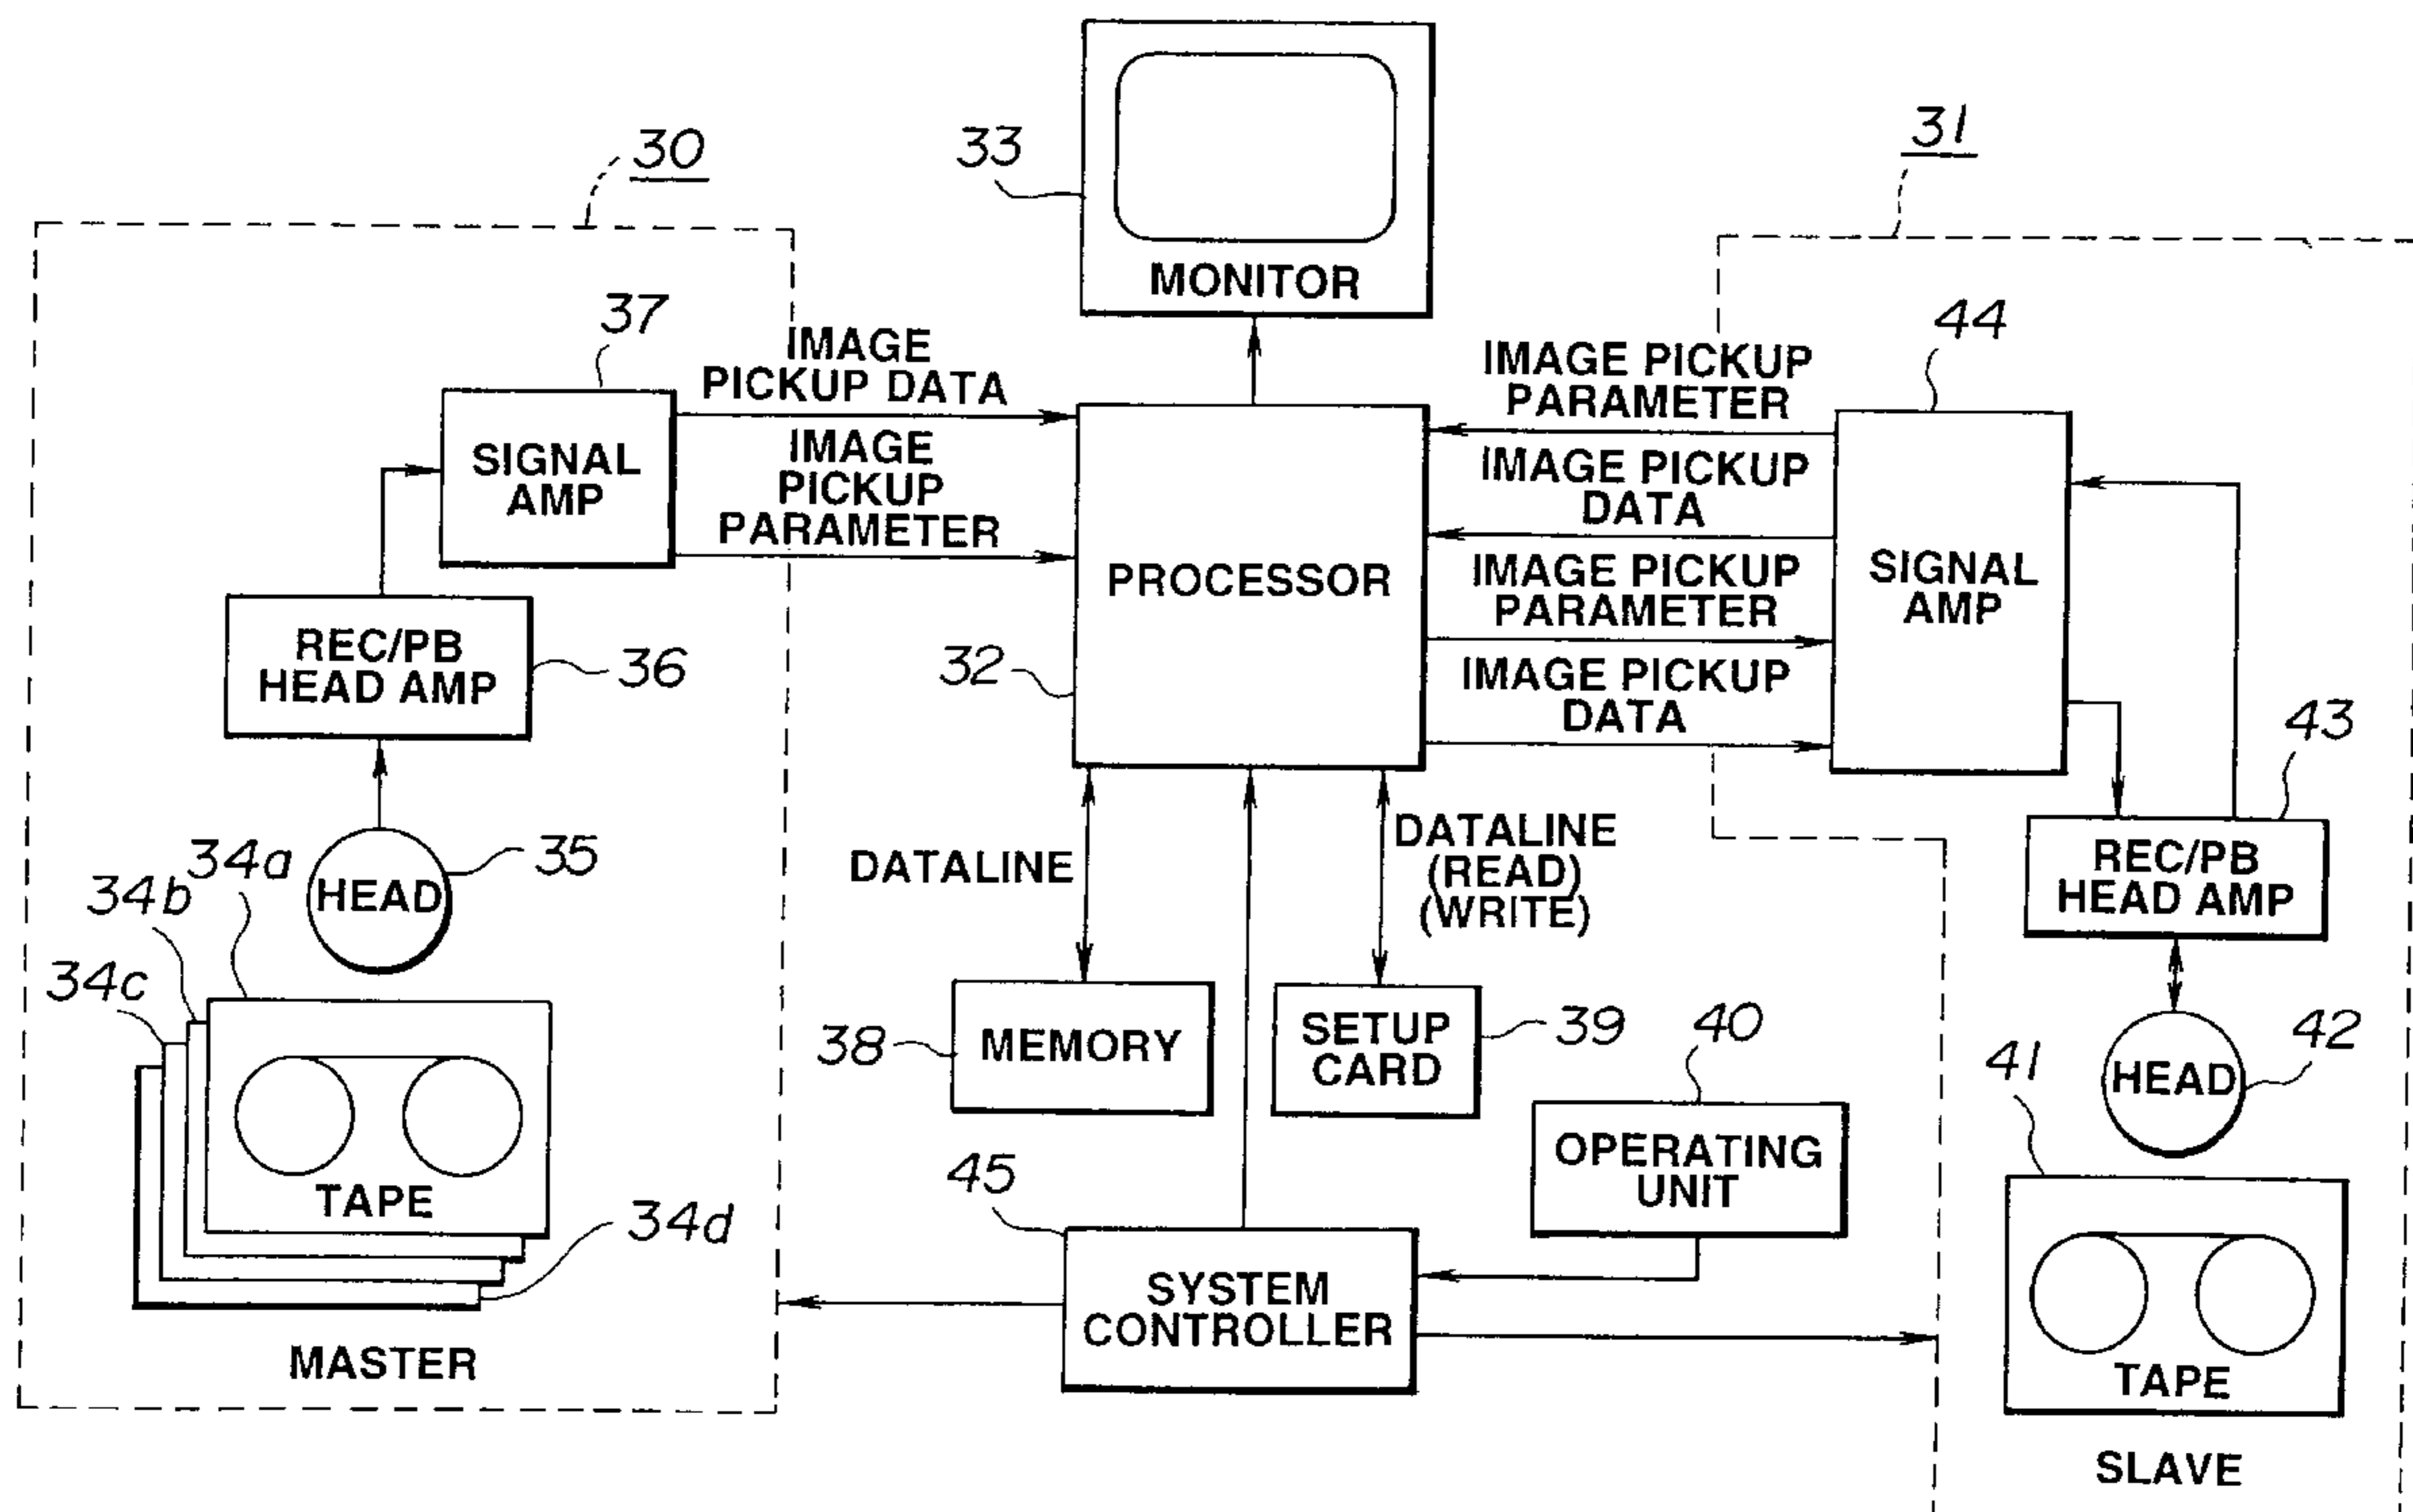 30
31
33
MONITOR
37
44
IMAGE
PICKUP DATA
IMAGE
PICKUP
PARAMETER
SIGNAL
AMP
PROCESSOR
32
IMAGE PICKUP
PARAMETER
IMAGE PICKUP
DATA
IMAGE PICKUP
PARAMETER
IMAGE PICKUP
DATA
SIGNAL
AMP
REC/PB
HEAD AMP
36
43
REC/PB
HEAD AMP
35
HEAD
34a
34b
34c
34d
TAPE
MASTER
DATALINE
DATALINE
(READ)
(WRITE)
38
MEMORY
SETUP
CARD
39
40
OPERATING
UNIT
45
SYSTEM
CONTROLLER
42
HEAD
41
TAPE
SLAVE